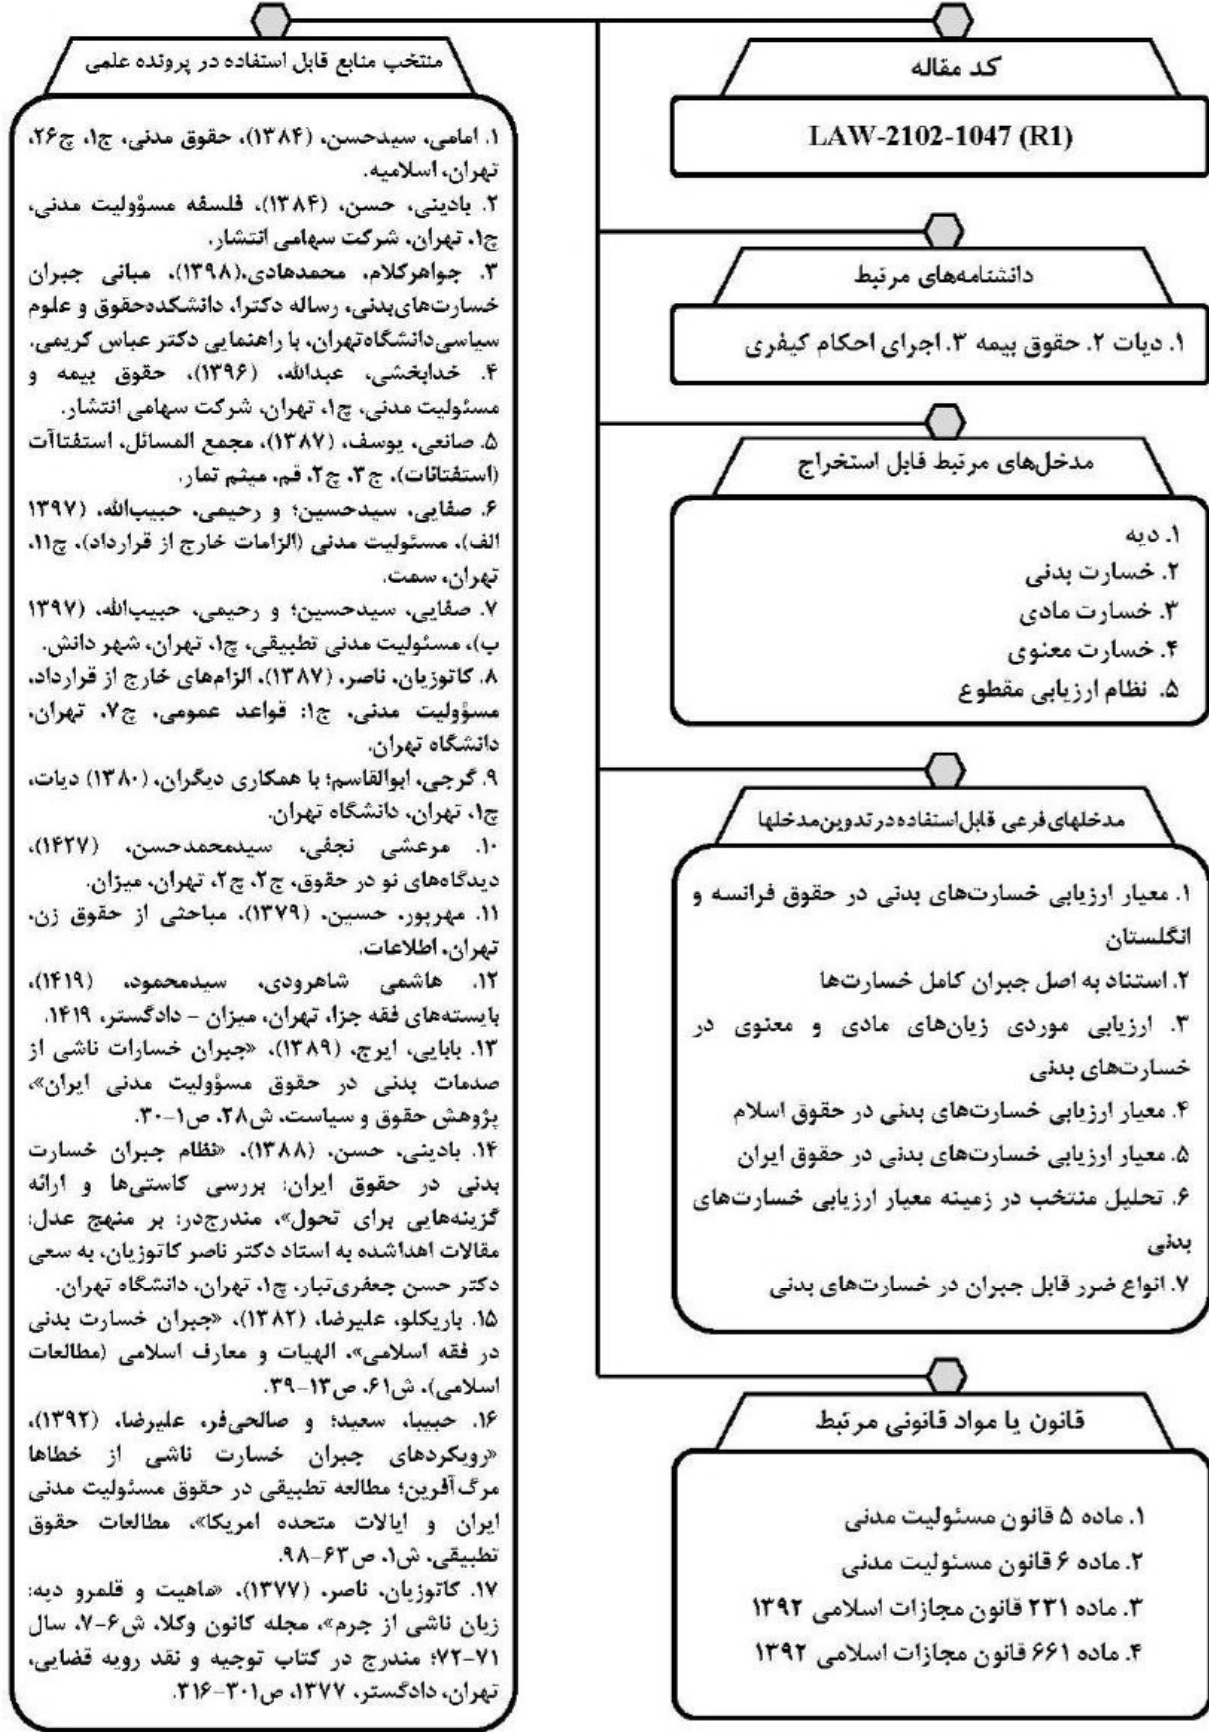 کد مقاله
LAW-2102-1047 (R1)
دانشنامه‌های مرتبط
۱. دیات ۲. حقوق بیمه ۳. اجرای احکام کیفری
مدخل‌های مرتبط قابل استخراج
۱. دیه
۲. خسارت بدنی
۳. خسارت مادی
۴. خسارت معنوی
۵. نظام ارزیابی مقطوع
مدخلهای فرعی قابل استفاده در تدوین مدخلها
۱. معیار ارزیابی خسارت‌های بدنی در حقوق فرانسه و
انگلستان
۲. استناد به اصل جبران کامل خسارت‌ها
۳. ارزیابی موردی زیان‌های مادی و معنوی در
خسارت‌های بدنی
۴. معیار ارزیابی خسارت‌های بدنی در حقوق اسلام
۵. معیار ارزیابی خسارت‌های بدنی در حقوق ایران
۶. تحلیل منتخب در زمینه معیار ارزیابی خسارت‌های
بدنی
۷. انواع ضرر قابل جبران در خسارت‌های بدنی
قانون یا مواد قانونی مرتبط
۱. ماده ۵ قانون مسئولیت مدنی
۲. ماده ۶ قانون مسئولیت مدنی
۳. ماده ۲۳۱ قانون مجازات اسلامی ۱۳۹۲
۴. ماده ۶۶۱ قانون مجازات اسلامی ۱۳۹۲
منتخب منابع قابل استفاده در پرونده علمی
۱. امامی، سیدحسن، (۱۳۸۴)، حقوق مدنی، ج۱، چ۲۶،
تهران، اسلامیه.
۲. بادینی، حسن، (۱۳۸۴)، فلسفه مسؤولیت مدنی،
چ۱، تهران، شرکت سهامی انتشار.
۳. جواهرکلام، محمدهادی،(۱۳۹۸)، مبانی جبران
خسارت‌های‌بدنی، رساله دکترا، دانشکده‌حقوق و علوم
سیاسی‌دانشگاه‌تهران، با راهنمایی دکتر عباس کریمی.
۴. خدابخشی، عبدالله، (۱۳۹۶)، حقوق بیمه و
مسئولیت مدنی، چ۱، تهران، شرکت سهامی انتشار.
۵. صانعی، یوسف، (۱۳۸۷)، مجمع المسائل، استفتاآت
(استفتائات)، ج۳، چ۲، قم، میثم تمار.
۶. صفایی، سیدحسین؛ و رحیمی، حبیب‌الله، (۱۳۹۷
الف)، مسئولیت مدنی (الزامات خارج از قرارداد)، چ۱۱،
تهران، سمت.
۷. صفایی، سیدحسین؛ و رحیمی، حبیب‌الله، (۱۳۹۷
ب)، مسئولیت مدنی تطبیقی، چ۱، تهران، شهر دانش.
۸. کاتوزیان، ناصر، (۱۳۸۷)، الزام‌های خارج از قرارداد،
مسؤولیت مدنی، ج۱: قواعد عمومی، چ۷، تهران،
دانشگاه تهران.
۹. گرجی، ابوالقاسم؛ با همکاری دیگران، (۱۳۸۰) دیات،
چ۱، تهران، دانشگاه تهران.
۱۰. مرعشی نجفی، سیدمحمدحسن، (۱۴۲۷)،
دیدگاه‌های نو در حقوق، ج۲، چ۲، تهران، میزان.
۱۱. مهرپور، حسین، (۱۳۷۹)، مباحثی از حقوق زن،
تهران، اطلاعات.
۱۲. هاشمی شاهرودی، سیدمحمود، (۱۴۱۹)،
بایسته‌های فقه جزا، تهران، میزان – دادگستر، ۱۴۱۹.
۱۳. بابایی، ایرج، (۱۳۸۹)، «جبران خسارات ناشی از
صدمات بدنی در حقوق مسؤولیت مدنی ایران»،
پژوهش حقوق و سیاست، ش۲۸، ص۱-۳۰.
۱۴. بادینی، حسن، (۱۳۸۸)، «نظام جبران خسارت
بدنی در حقوق ایران: بررسی کاستی‌ها و ارائه
گزینه‌هایی برای تحول»، مندرج‌در: بر منهج عدل:
مقالات اهداشده به استاد دکتر ناصر کاتوزیان، به سعی
دکتر حسن جعفری‌تبار، چ۱، تهران، دانشگاه تهران.
۱۵. باریکلو، علیرضا، (۱۳۸۲)، «جبران خسارت بدنی
در فقه اسلامی»، الهیات و معارف اسلامی (مطالعات
اسلامی)، ش۶۱، ص۱۳-۳۹.
۱۶. حبیبا، سعید؛ و صالحی‌فر، علیرضا، (۱۳۹۲)،
«رویکردهای جبران خسارت ناشی از خطاها
مرگ‌آفرین؛ مطالعه تطبیقی در حقوق مسئولیت مدنی
ایران و ایالات متحده امریکا»، مطالعات حقوق
تطبیقی، ش۱، ص۶۳-۹۸.
۱۷. کاتوزیان، ناصر، (۱۳۷۷)، «ماهیت و قلمرو دیه:
زیان ناشی از جرم»، مجله کانون وکلا، ش۶-۷، سال
۷۱-۷۲؛ مندرج در کتاب توجیه و نقد رویه قضایی،
تهران، دادگستر، ۱۳۷۷، ص۳۰۱-۳۱۶.